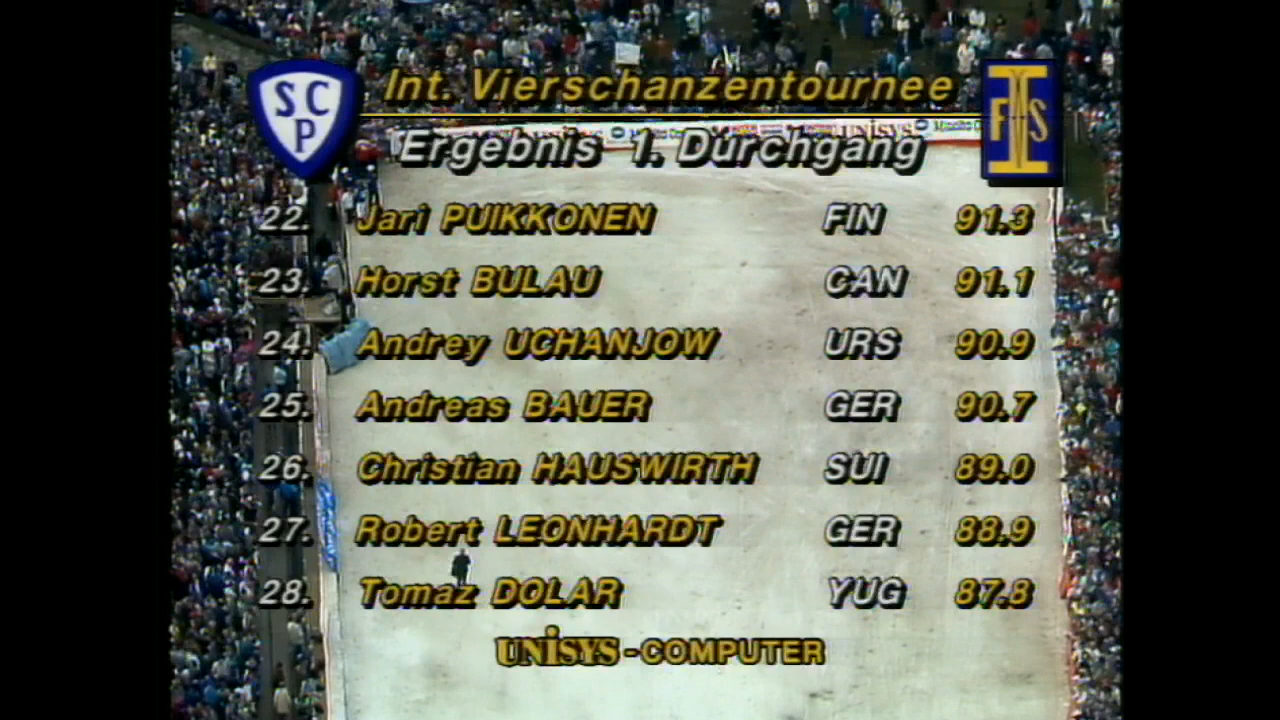 SCP
Int. Vierschanzentournee
FIS
Ergebnis 1. Durchgang
UNISYS
22. Jari PUIKKONEN FIN 91.3
23. Horst BULAU CAN 91.1
24. Andrey UCHANJOW URS 90.9
25. Andreas BAUER GER 90.7
26. Christian HAUSWIRTH SUI 89.0
27. Robert LEONHARDT GER 88.9
28. Tomaz DOLAR YUG 87.8
UNiSYS - COMPUTER